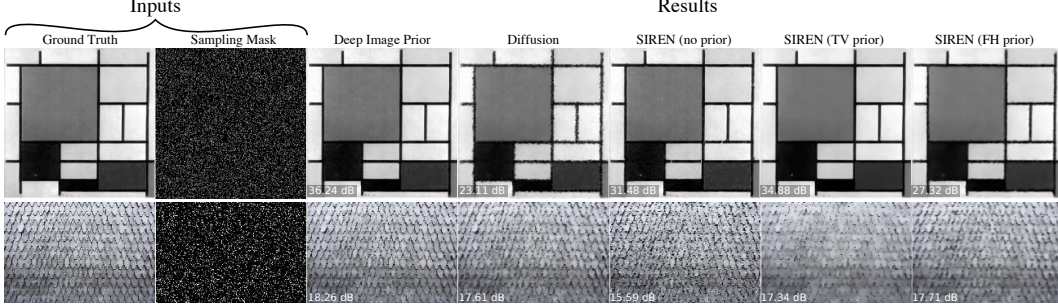 Inputs Results
Ground Truth Sampling Mask Deep Image Prior Diffusion SIREN (no prior) SIREN (TV prior) SIREN (FH prior)
36.24 dB 23.11 dB 31.48 dB 34.88 dB 27.32 dB
18.26 dB 17.61 dB 15.59 dB 17.34 dB 17.71 dB